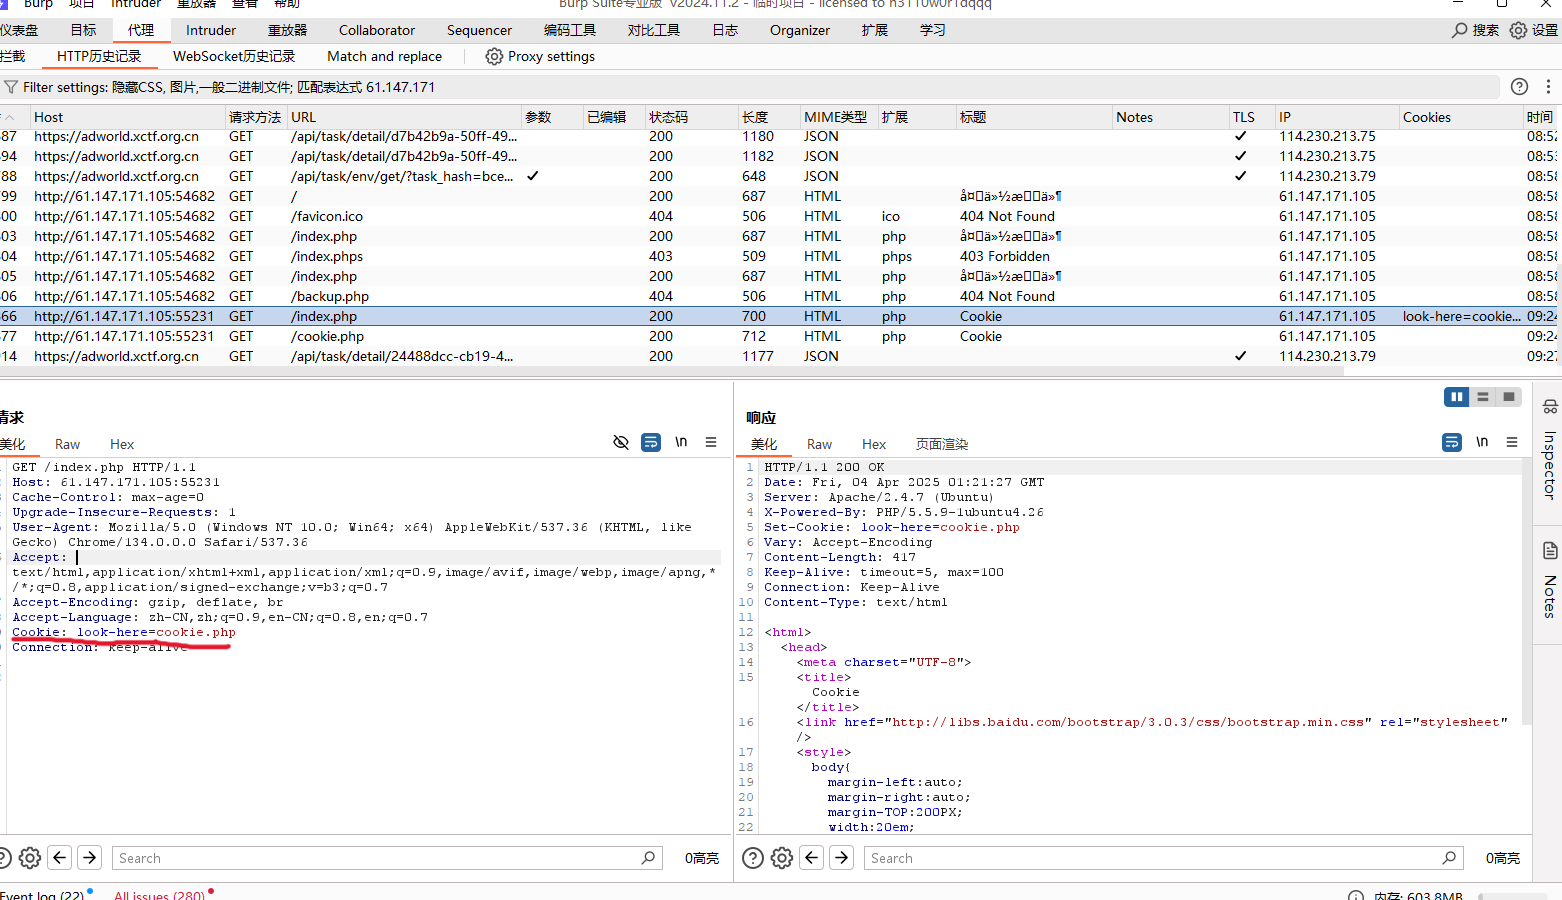 Burp 项目 Intruder 重放器 查看 帮助 Burp Suite专业版 v2024.11.2 - 临时项目 - licensed to h3110w0r1dqqq
仪表盘 目标 代理 Intruder 重放器 Collaborator Sequencer 编码工具 对比工具 日志 Organizer 扩展 学习 搜索 设置
拦截 HTTP历史记录 WebSocket历史记录 Match and replace Proxy settings
Filter settings: 隐藏CSS, 图片,一般二进制文件; 匹配表达式 61.147.171
Host 请求方法 URL 参数 已编辑 状态码 长度 MIME类型 扩展 标题 Notes TLS IP Cookies 时间
87 https://adworld.xctf.org.cn GET /api/task/detail/d7b42b9a-50ff-49... 200 1180 JSON ✓ 114.230.213.75 08:52
94 https://adworld.xctf.org.cn GET /api/task/detail/d7b42b9a-50ff-49... 200 1182 JSON ✓ 114.230.213.75 08:53
88 https://adworld.xctf.org.cn GET /api/task/env/get/?task_hash=bce... ✓ 200 648 JSON ✓ 114.230.213.79 08:58
99 http://61.147.171.105:54682 GET / 200 687 HTML å¤□ä»½æ□□ä»¶ 61.147.171.105 08:58
00 http://61.147.171.105:54682 GET /favicon.ico 404 506 HTML ico 404 Not Found 61.147.171.105 08:58
03 http://61.147.171.105:54682 GET /index.php 200 687 HTML php å¤□ä»½æ□□ä»¶ 61.147.171.105 08:58
04 http://61.147.171.105:54682 GET /index.phps 403 509 HTML phps 403 Forbidden 61.147.171.105 08:58
05 http://61.147.171.105:54682 GET /index.php 200 687 HTML php å¤□ä»½æ□□ä»¶ 61.147.171.105 08:58
06 http://61.147.171.105:54682 GET /backup.php 404 506 HTML php 404 Not Found 61.147.171.105 08:58
66 http://61.147.171.105:55231 GET /index.php 200 700 HTML php Cookie 61.147.171.105 look-here=cookie... 09:24
77 http://61.147.171.105:55231 GET /cookie.php 200 712 HTML php Cookie 61.147.171.105 09:24
14 https://adworld.xctf.org.cn GET /api/task/detail/24488dcc-cb19-4... 200 1177 JSON ✓ 114.230.213.79 09:27
请求
美化 Raw Hex \n
GET /index.php HTTP/1.1
Host: 61.147.171.105:55231
Cache-Control: max-age=0
Upgrade-Insecure-Requests: 1
User-Agent: Mozilla/5.0 (Windows NT 10.0; Win64; x64) AppleWebKit/537.36 (KHTML, like
Gecko) Chrome/134.0.0.0 Safari/537.36
Accept:
text/html,application/xhtml+xml,application/xml;q=0.9,image/avif,image/webp,image/apng,*
/*;q=0.8,application/signed-exchange;v=b3;q=0.7
Accept-Encoding: gzip, deflate, br
Accept-Language: zh-CN,zh;q=0.9,en-CN;q=0.8,en;q=0.7
Cookie: look-here=cookie.php
Connection: keep-alive
响应
美化 Raw Hex 页面渲染 \n
1 HTTP/1.1 200 OK
2 Date: Fri, 04 Apr 2025 01:21:27 GMT
3 Server: Apache/2.4.7 (Ubuntu)
4 X-Powered-By: PHP/5.5.9-1ubuntu4.26
5 Set-Cookie: look-here=cookie.php
6 Vary: Accept-Encoding
7 Content-Length: 417
8 Keep-Alive: timeout=5, max=100
9 Connection: Keep-Alive
10 Content-Type: text/html
11
12 <html>
13 <head>
14 <meta charset="UTF-8">
15 <title>
Cookie
</title>
16 <link href="http://libs.baidu.com/bootstrap/3.0.3/css/bootstrap.min.css" rel="stylesheet"
/>
17 <style>
18 body{
19 margin-left:auto;
20 margin-right:auto;
21 margin-TOP:200PX;
22 width:20em;
Inspector
Notes
Search 0高亮
Search 0高亮
Event log (22) All issues (280) 内存: 603.8MB